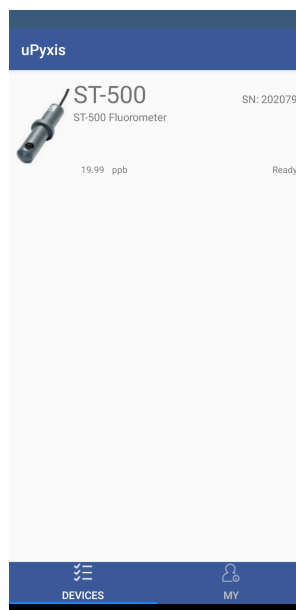 uPyxis
ST-500
SN: 202079
ST-500 Fluorometer
19.99 ppb
Ready
DEVICES
MY